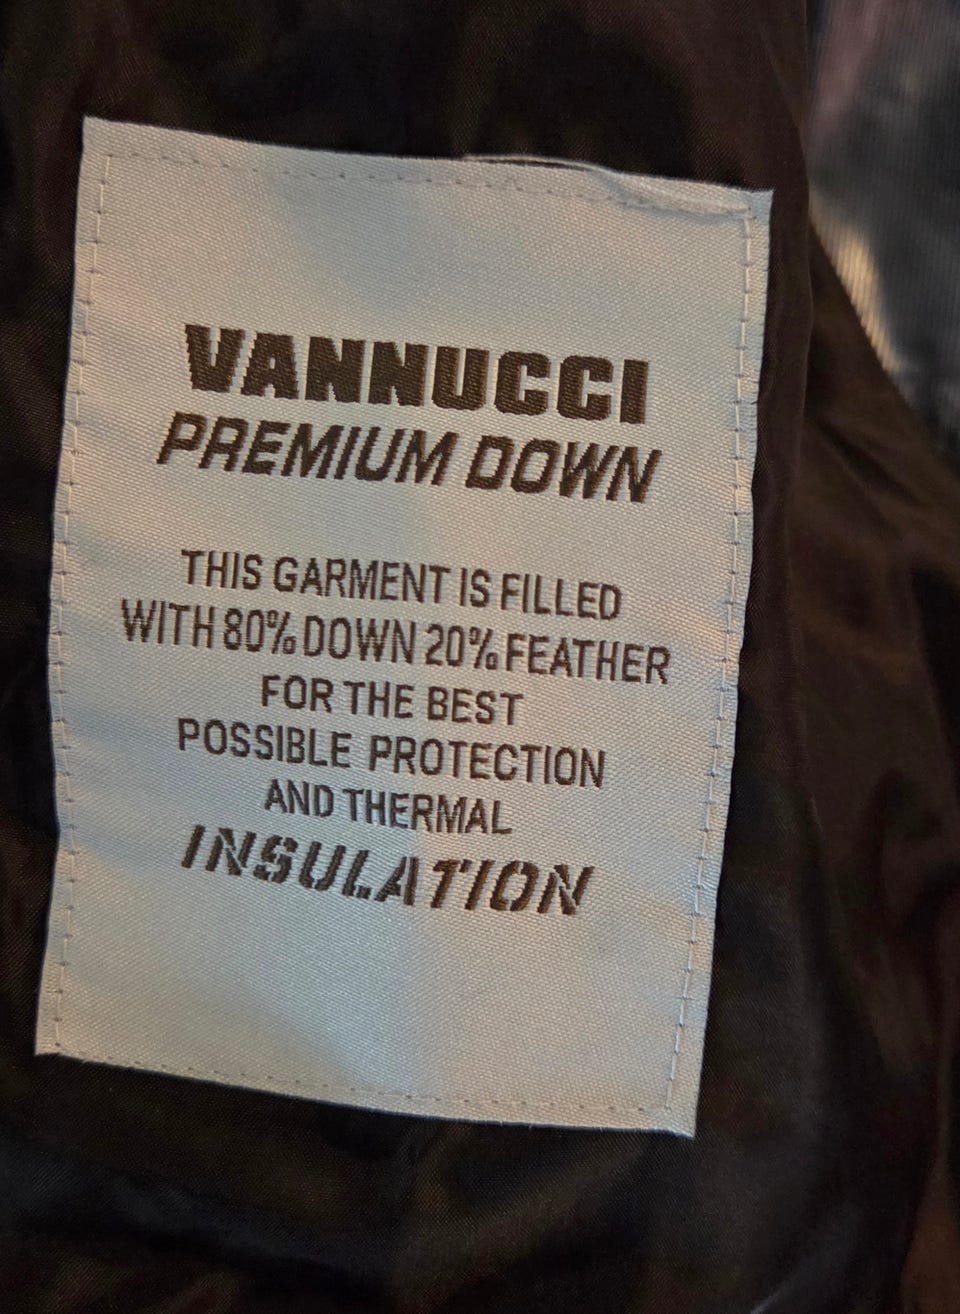 VANNUCCI
PREMIUM DOWN
THIS GARMENT IS FILLED
WITH 80% DOWN 20% FEATHER
FOR THE BEST
POSSIBLE PROTECTION
AND THERMAL
INSULATION